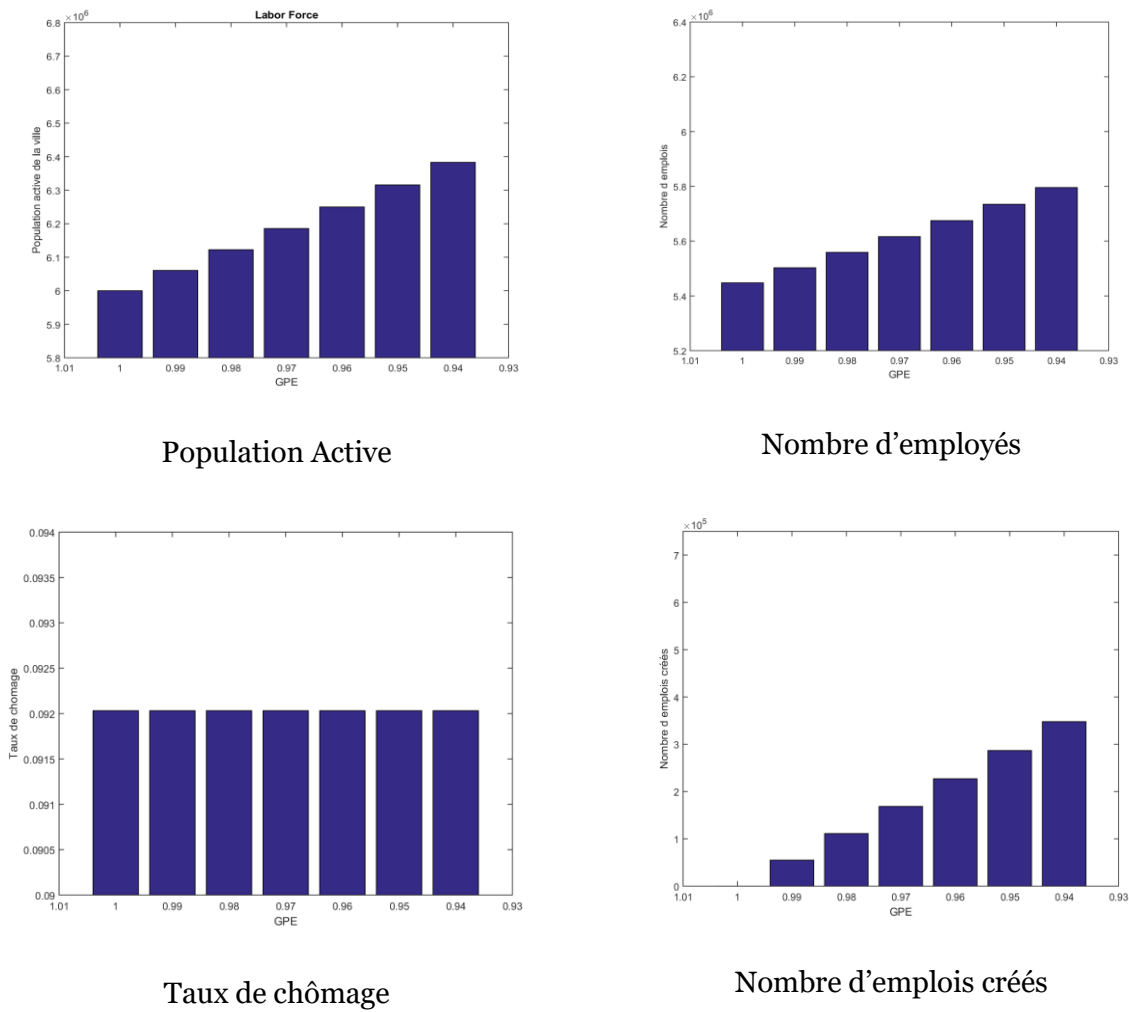 Labor Force
×10^6
6.8
6.7
6.6
6.5
6.4
6.3
6.2
6.1
6
5.9
5.8
Population active de la ville
1.01 1 0.99 0.98 0.97 0.96 0.95 0.94 0.93
GPE
Population Active
×10^6
6.4
6.2
6
5.8
5.6
5.4
5.2
Nombre d emplois
1.01 1 0.99 0.98 0.97 0.96 0.95 0.94 0.93
GPE
Nombre d’employés
0.094
0.0935
0.093
0.0925
0.092
0.0915
0.091
0.0905
0.09
Taux de chomage
1.01 1 0.99 0.98 0.97 0.96 0.95 0.94 0.93
GPE
Taux de chômage
×10^5
7
6
5
4
3
2
1
0
Nombre d emplois créés
1.01 1 0.99 0.98 0.97 0.96 0.95 0.94 0.93
GPE
Nombre d’emplois créés